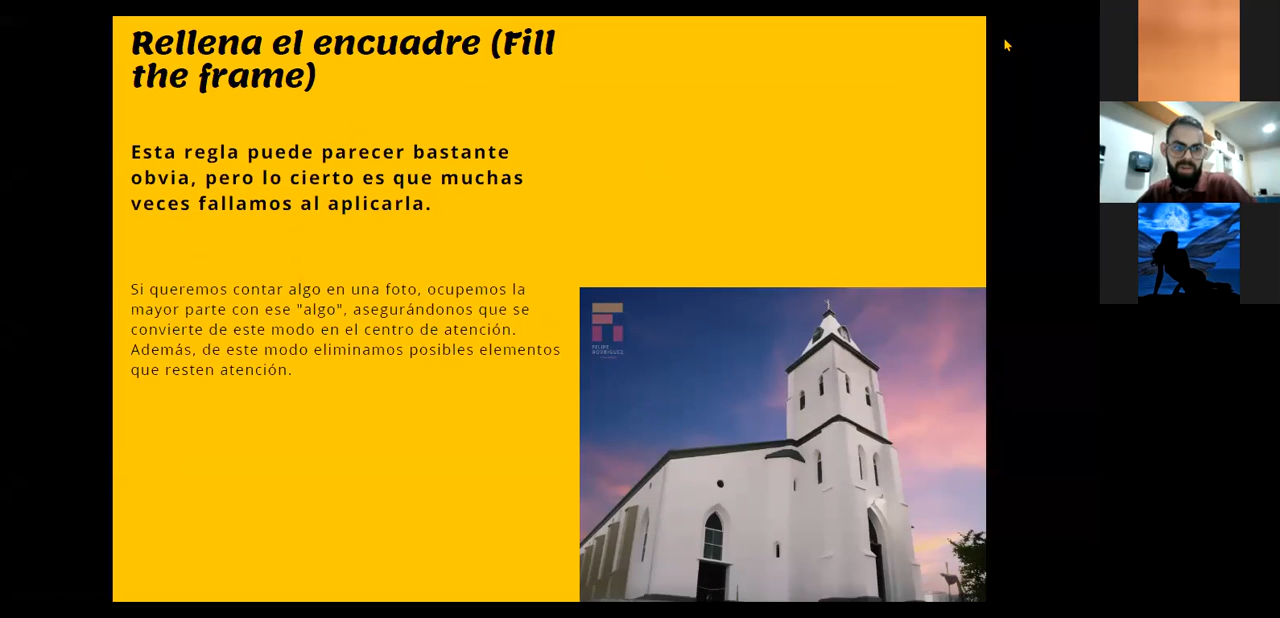 Rellena el encuadre (Fill
the frame)
Esta regla puede parecer bastante
obvia, pero lo cierto es que muchas
veces fallamos al aplicarla.
Si queremos contar algo en una foto, ocupemos la
mayor parte con ese "algo", asegurándonos que se
convierte de este modo en el centro de atención.
Además, de este modo eliminamos posibles elementos
que resten atención.
FELIPE
RODRIGUEZ